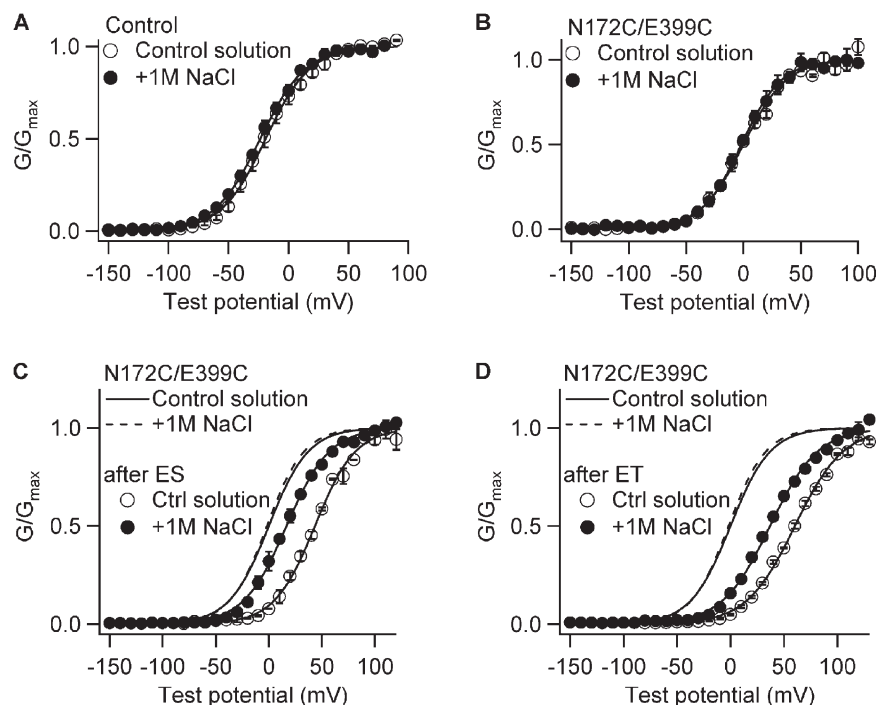 A
Control
Control solution
+1M NaCl
G/Gmax
1.0
0.5
0.0
-150 -100 -50 0 50 100
Test potential (mV)
B
N172C/E399C
Control solution
+1M NaCl
G/Gmax
1.0
0.5
0.0
-150 -100 -50 0 50 100
Test potential (mV)
C
N172C/E399C
Control solution
+1M NaCl
after ES
Ctrl solution
+1M NaCl
G/Gmax
1.0
0.5
0.0
-150 -100 -50 0 50 100
Test potential (mV)
D
N172C/E399C
Control solution
+1M NaCl
after ET
Ctrl solution
+1M NaCl
G/Gmax
1.0
0.5
0.0
-150 -100 -50 0 50 100
Test potential (mV)